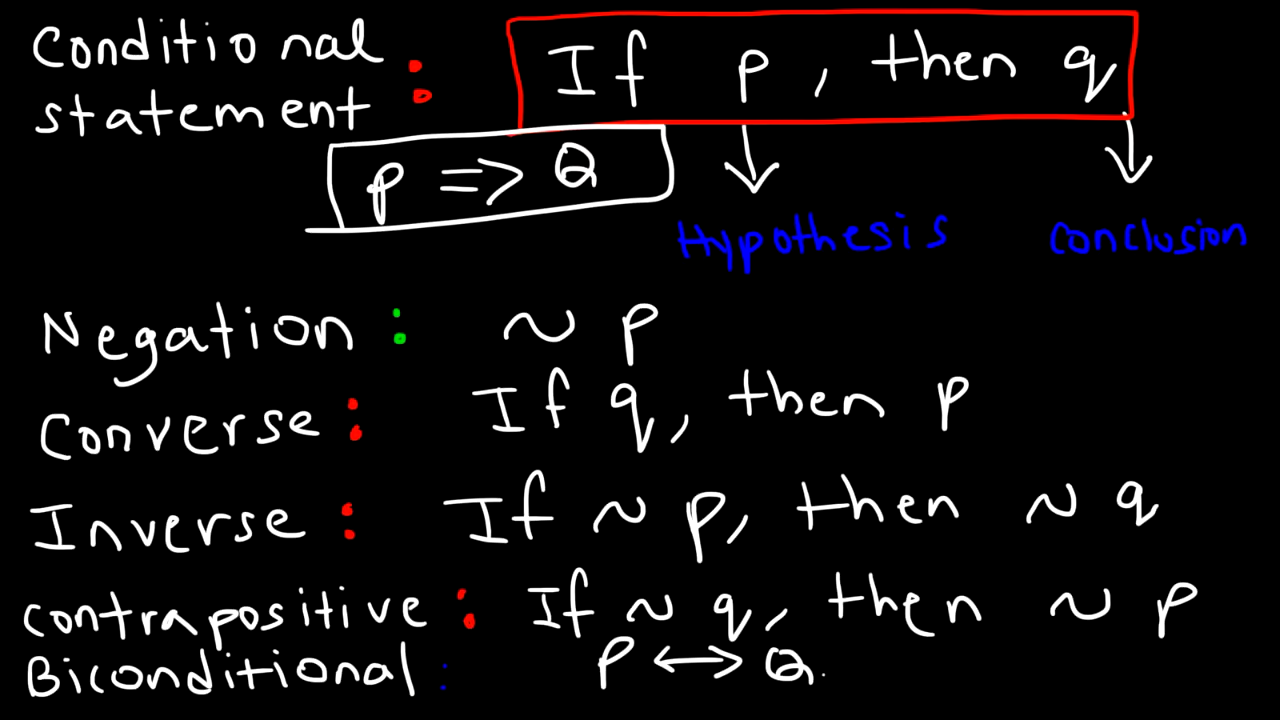 Conditional statement : If p, then q
p => Q
Hypothesis conclusion
Negation : ~ p
Converse : If q, then p
Inverse : If ~ p, then ~ q
contrapositive : If ~ q, then ~ p
Biconditional : P <-> Q.